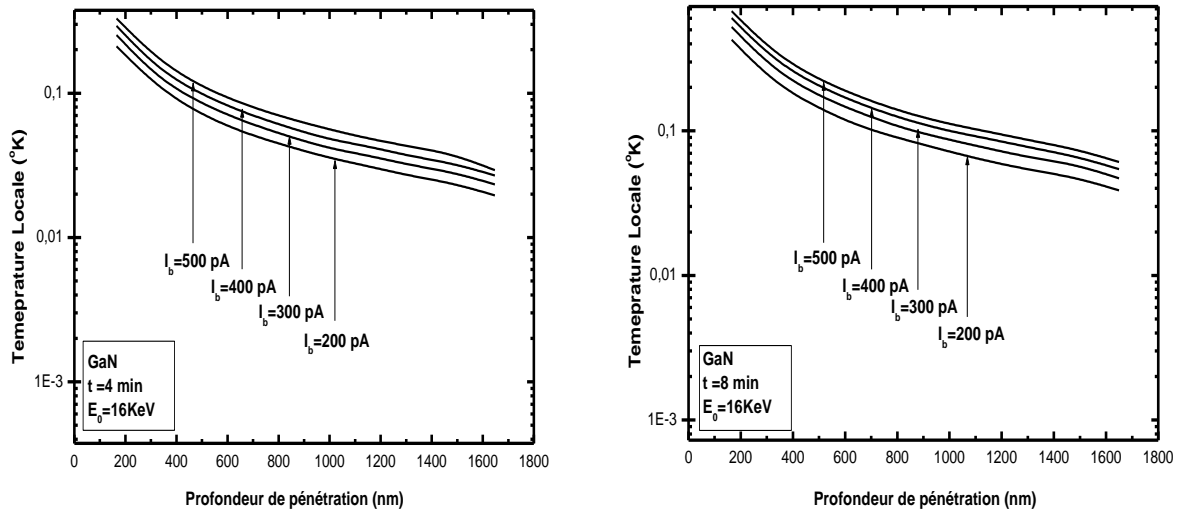 Temeprature Locale (°K)
0,1
0,01
1E-3
I_b=500 pA
I_b=400 pA
I_b=300 pA
I_b=200 pA
GaN
t =4 min
E_0=16KeV
0 200 400 600 800 1000 1200 1400 1600 1800
Profondeur de pénétration (nm)
Temeprature Locale (°K)
0,1
0,01
1E-3
I_b=500 pA
I_b=400 pA
I_b=300 pA
I_b=200 pA
GaN
t =8 min
E_0=16KeV
0 200 400 600 800 1000 1200 1400 1600 1800
Profondeur de pénétration (nm)